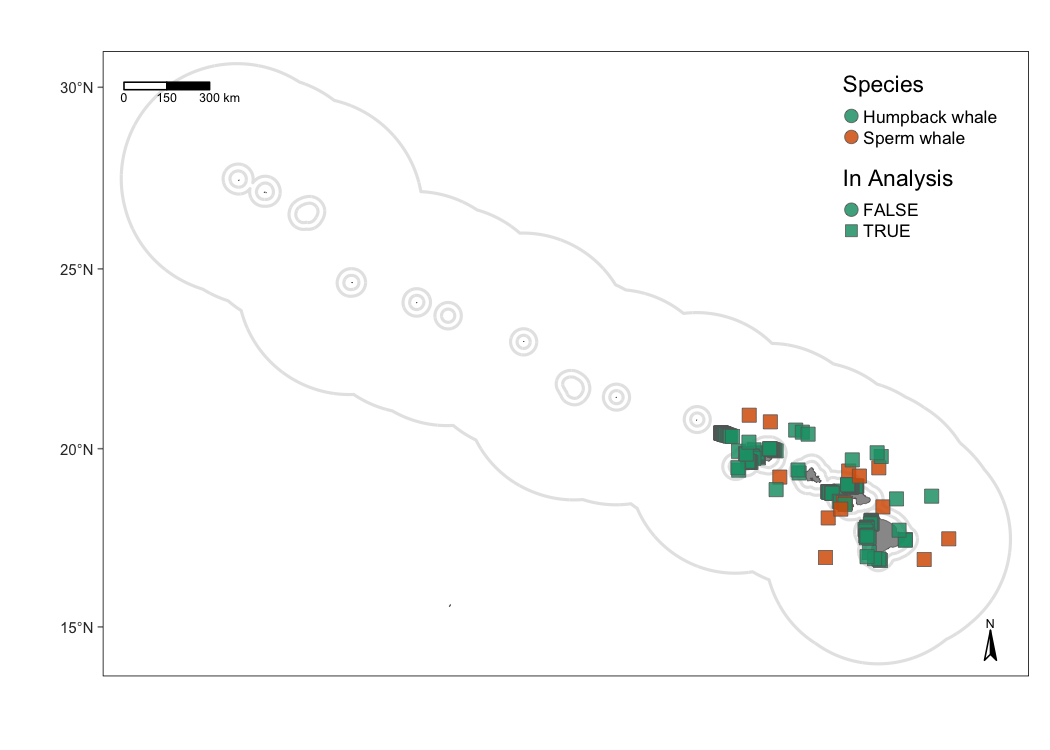 30°N
25°N
20°N
15°N
0 150 300 km
Species
Humpback whale
Sperm whale
In Analysis
FALSE
TRUE
N